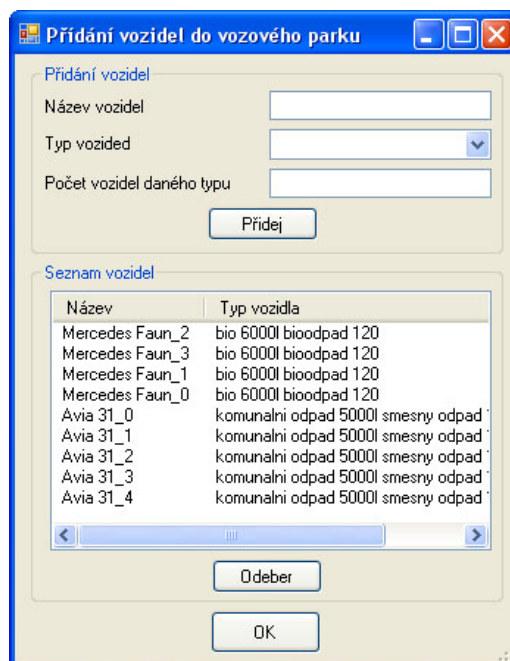 Přídání vozidel do vozového parku
Přidání vozidel
Název vozidel
Typ vozided
Počet vozidel daného typu
Přidej
Seznam vozidel
Název Typ vozidla
Mercedes Faun_2 bio 6000l bioodpad 120
Mercedes Faun_3 bio 6000l bioodpad 120
Mercedes Faun_1 bio 6000l bioodpad 120
Mercedes Faun_0 bio 6000l bioodpad 120
Avia 31_0 komunalni odpad 5000l smesny odpad
Avia 31_1 komunalni odpad 5000l smesny odpad
Avia 31_2 komunalni odpad 5000l smesny odpad
Avia 31_3 komunalni odpad 5000l smesny odpad
Avia 31_4 komunalni odpad 5000l smesny odpad
Odeber
OK